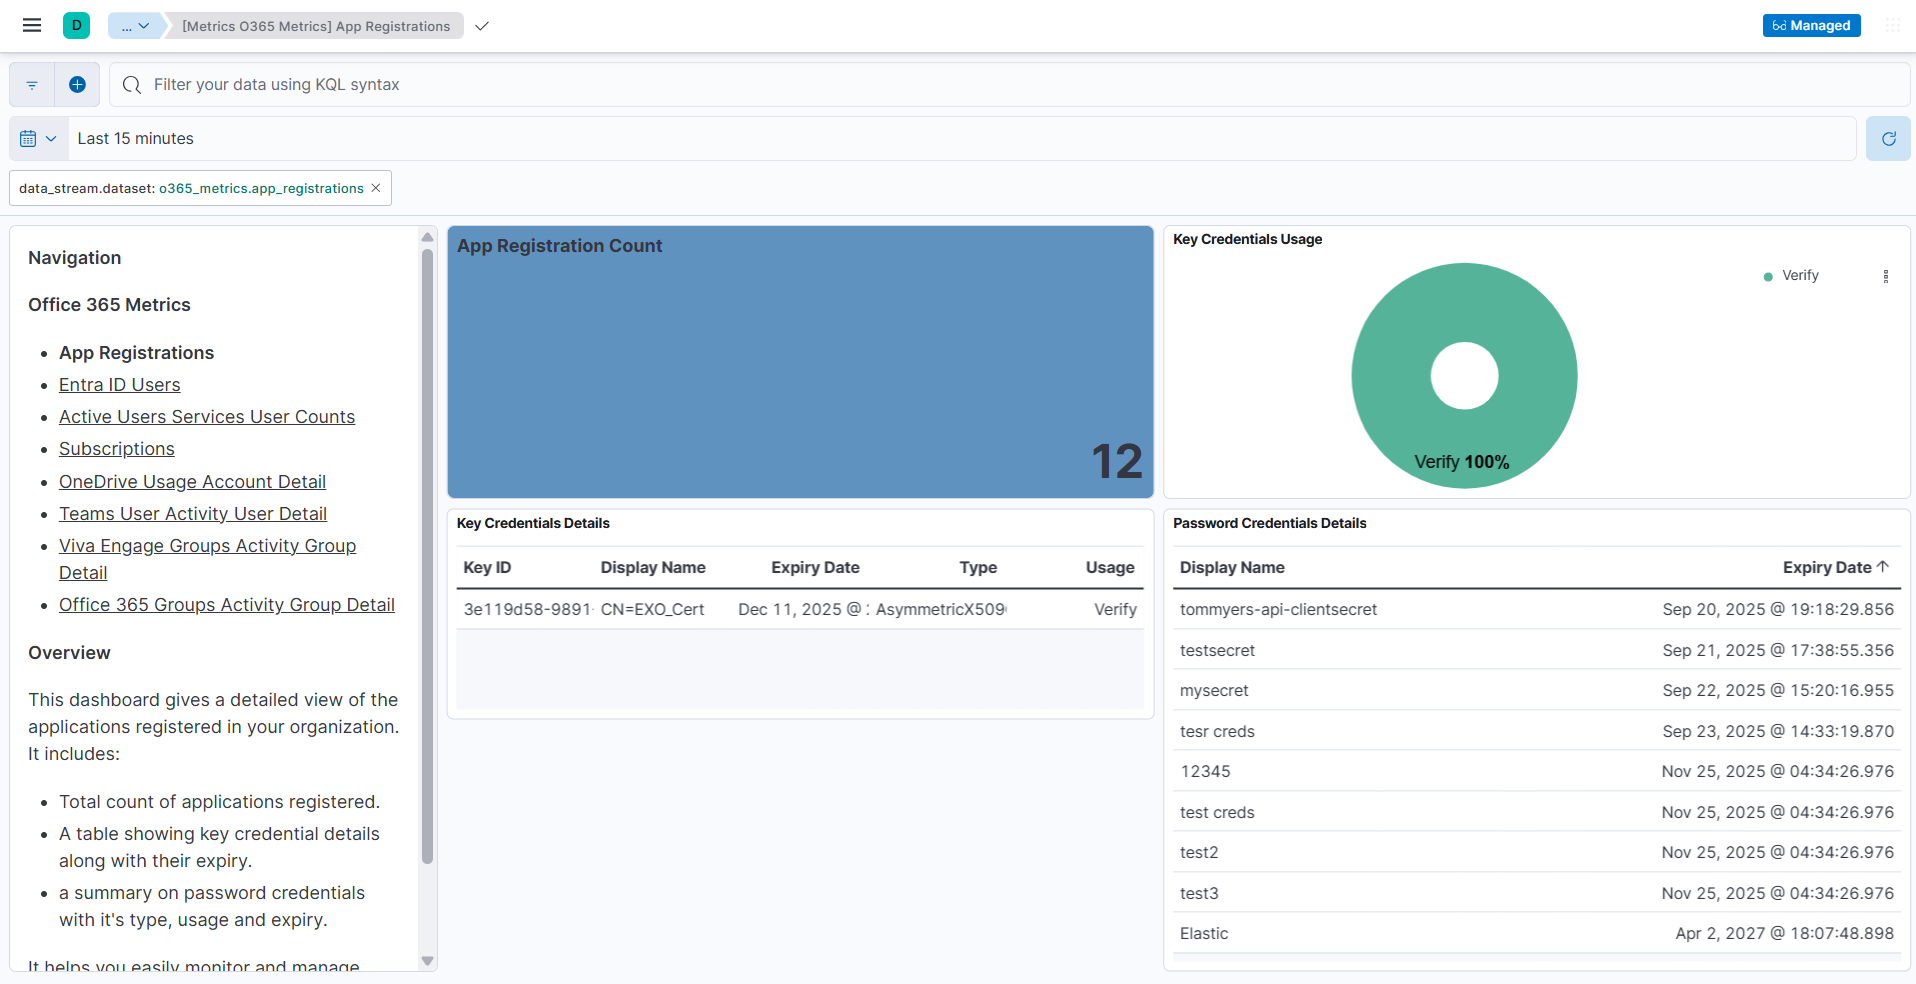 D
...
[Metrics O365 Metrics] App Registrations
Managed
Filter your data using KQL syntax
Last 15 minutes
data_stream.dataset: o365_metrics.app_registrations
Navigation
Office 365 Metrics
App Registrations
Entra ID Users
Active Users Services User Counts
Subscriptions
OneDrive Usage Account Detail
Teams User Activity User Detail
Viva Engage Groups Activity Group
Detail
Office 365 Groups Activity Group Detail
Overview
This dashboard gives a detailed view of the
applications registered in your organization.
It includes:
Total count of applications registered.
A table showing key credential details
along with their expiry.
a summary on password credentials
with it's type, usage and expiry.
It helps you easily monitor and manage
App Registration Count
12
Key Credentials Usage
Verify
Verify 100%
Key Credentials Details
Key ID Display Name Expiry Date Type Usage
3e119d58-9891- CN=EXO_Cert Dec 11, 2025 @ AsymmetricX509 Verify
Password Credentials Details
Display Name Expiry Date
tommyers-api-clientsecret Sep 20, 2025 @ 19:18:29.856
testsecret Sep 21, 2025 @ 17:38:55.356
mysecret Sep 22, 2025 @ 15:20:16.955
tesr creds Sep 23, 2025 @ 14:33:19.870
12345 Nov 25, 2025 @ 04:34:26.976
test creds Nov 25, 2025 @ 04:34:26.976
test2 Nov 25, 2025 @ 04:34:26.976
test3 Nov 25, 2025 @ 04:34:26.976
Elastic Apr 2, 2027 @ 18:07:48.898